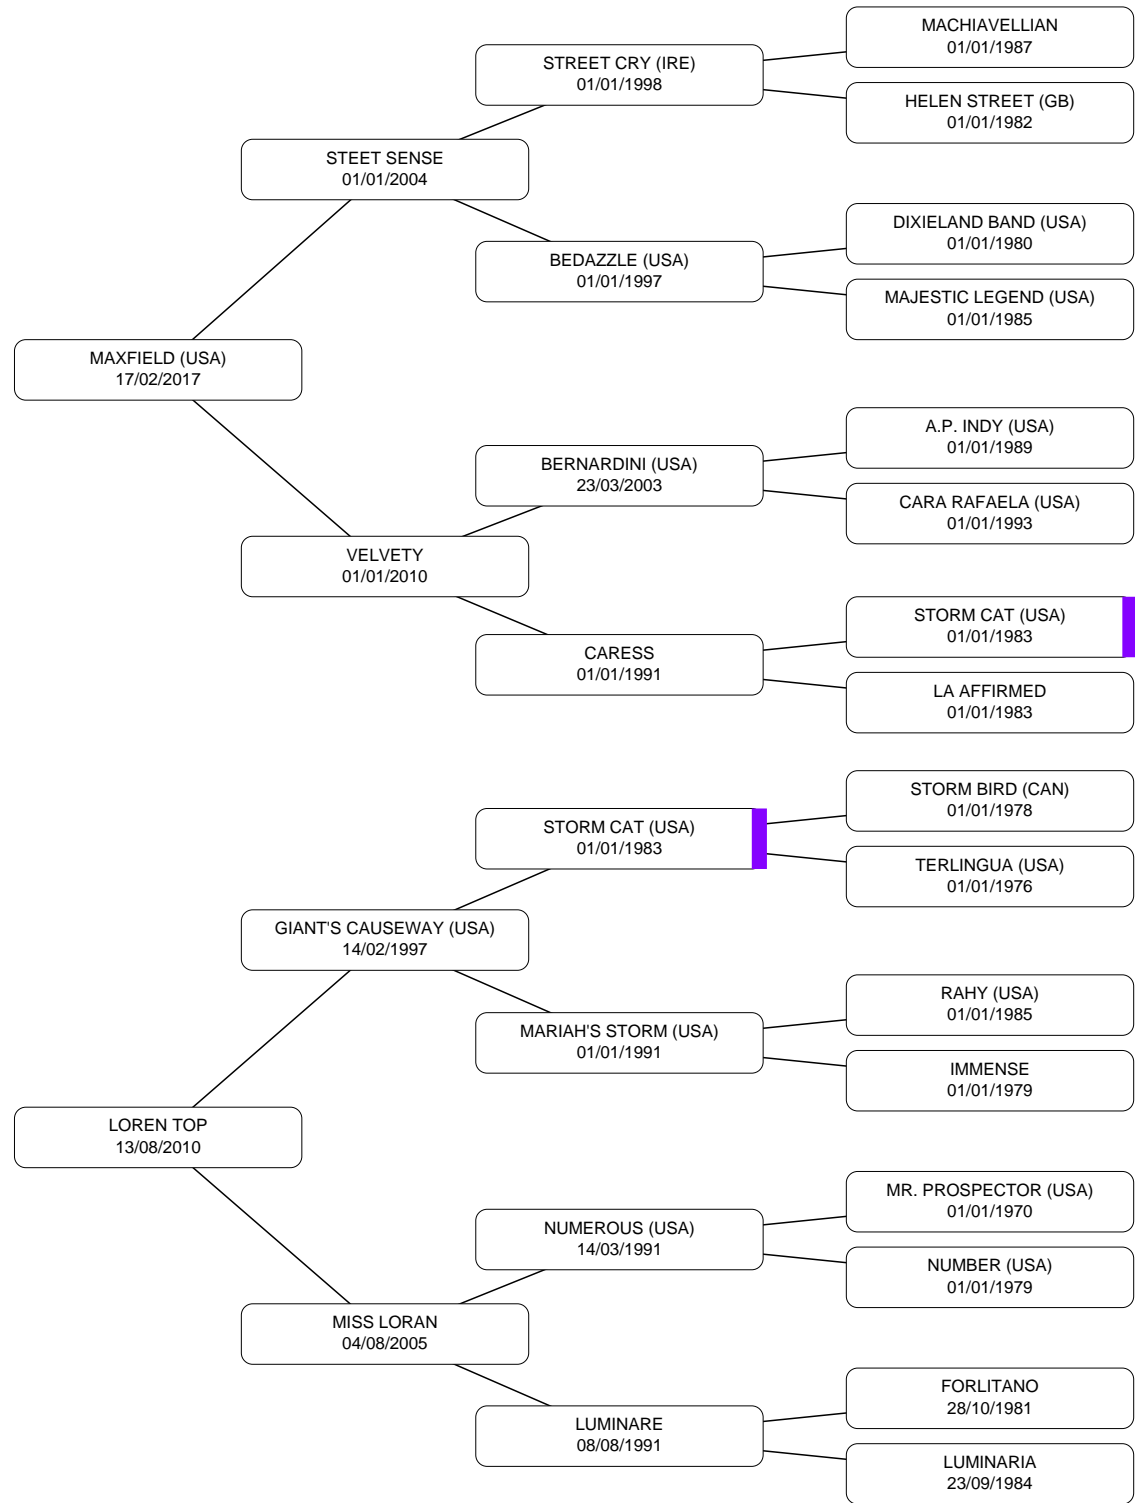 MACHIAVELLIAN
01/01/1987
STREET CRY (IRE)
01/01/1998
HELEN STREET (GB)
01/01/1982
STEET SENSE
01/01/2004
DIXIELAND BAND (USA)
01/01/1980
BEDAZZLE (USA)
01/01/1997
MAJESTIC LEGEND (USA)
01/01/1985
MAXFIELD (USA)
17/02/2017
A.P. INDY (USA)
01/01/1989
BERNARDINI (USA)
23/03/2003
CARA RAFAELA (USA)
01/01/1993
VELVETY
01/01/2010
STORM CAT (USA)
01/01/1983
CARESS
01/01/1991
LA AFFIRMED
01/01/1983
STORM BIRD (CAN)
01/01/1978
STORM CAT (USA)
01/01/1983
TERLINGUA (USA)
01/01/1976
GIANT'S CAUSEWAY (USA)
14/02/1997
RAHY (USA)
01/01/1985
MARIAH'S STORM (USA)
01/01/1991
IMMENSE
01/01/1979
LOREN TOP
13/08/2010
MR. PROSPECTOR (USA)
01/01/1970
NUMEROUS (USA)
14/03/1991
NUMBER (USA)
01/01/1979
MISS LORAN
04/08/2005
FORLITANO
28/10/1981
LUMINARE
08/08/1991
LUMINARIA
23/09/1984